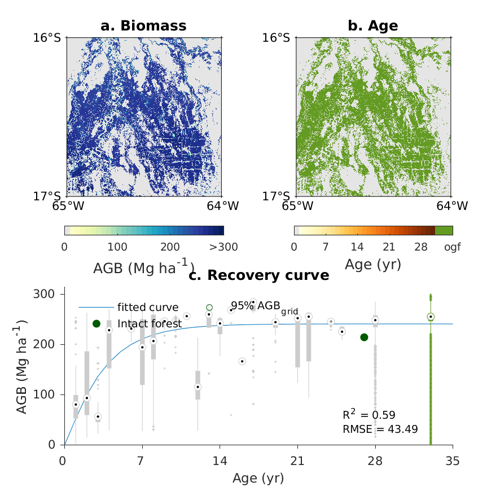 a. Biomass
b. Age
16°S
17°S
65°W
64°W
16°S
17°S
65°W
64°W
0
100
200
>300
AGB (Mg ha⁻¹)
0
7
14
21
28
ogf
Age (yr)
c. Recovery curve
AGB (Mg ha⁻¹)
300
200
100
0
fitted curve
95% AGB grid
Intact forest
R² = 0.59
RMSE = 43.49
0
7
14
21
28
35
Age (yr)